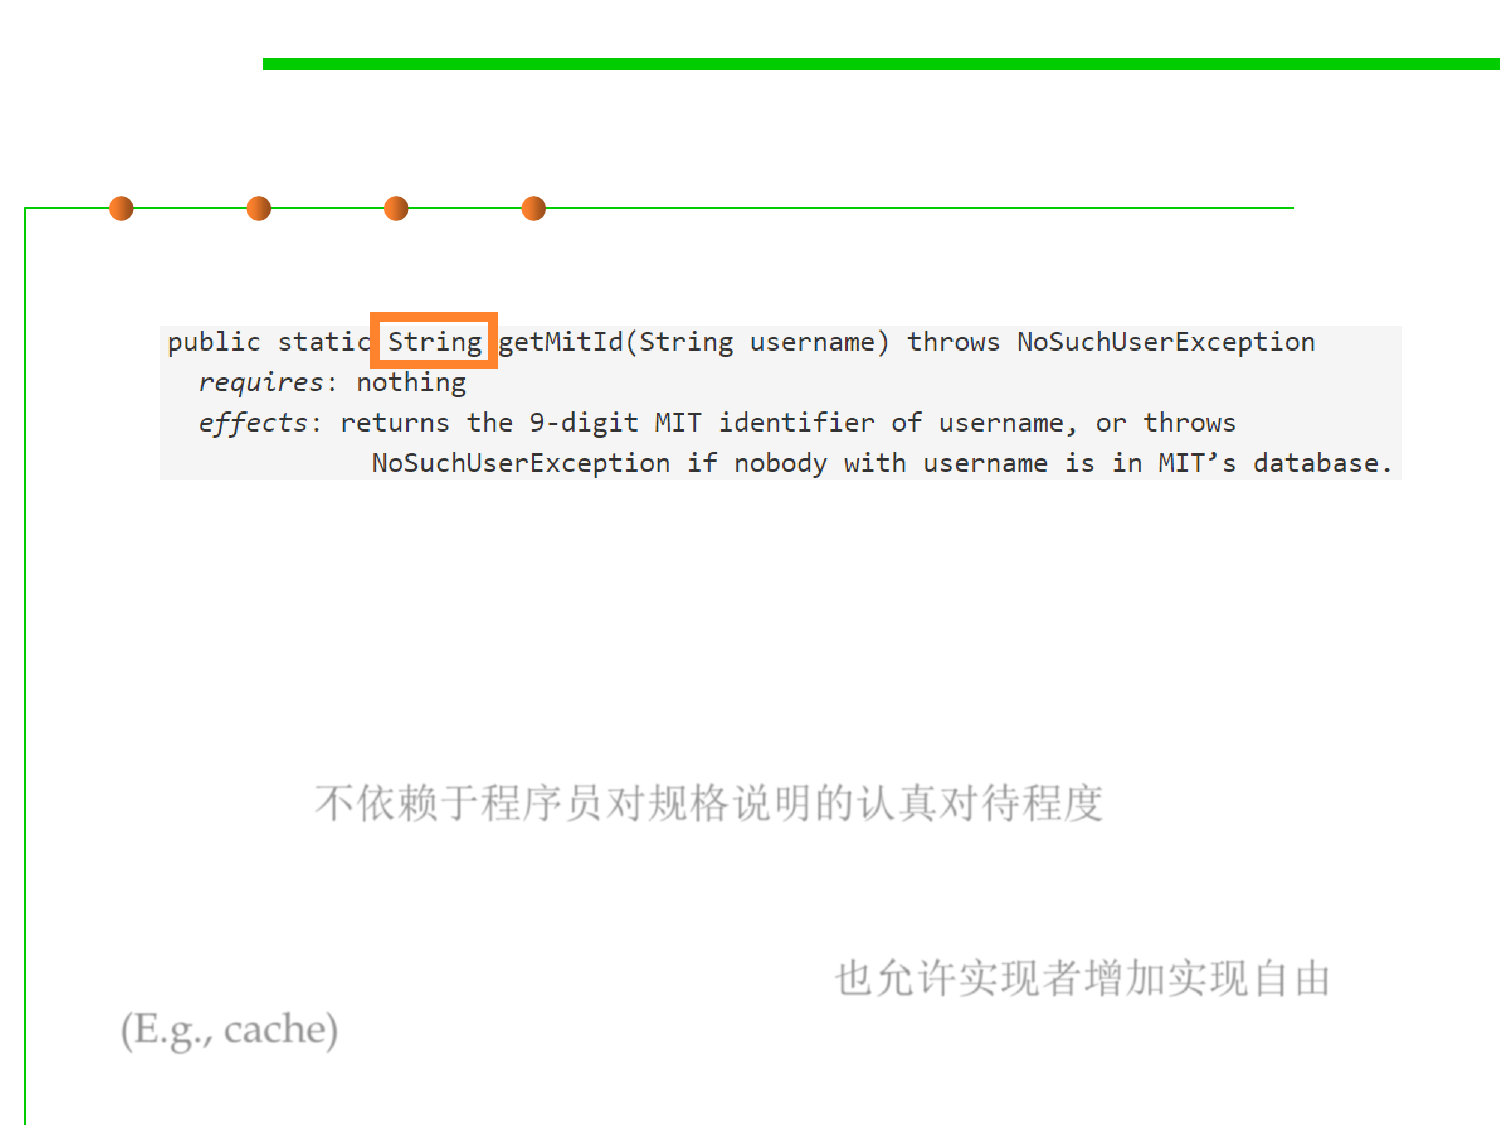 public static String getMitId(String username) throws NoSuchUserException
requires: nothing
effects: returns the 9-digit MIT identifier of username, or throws
NoSuchUserException if nobody with username is in MIT’s database.
不依赖于程序员对规格说明的认真对待程度
也允许实现者增加实现自由
(E.g., cache)